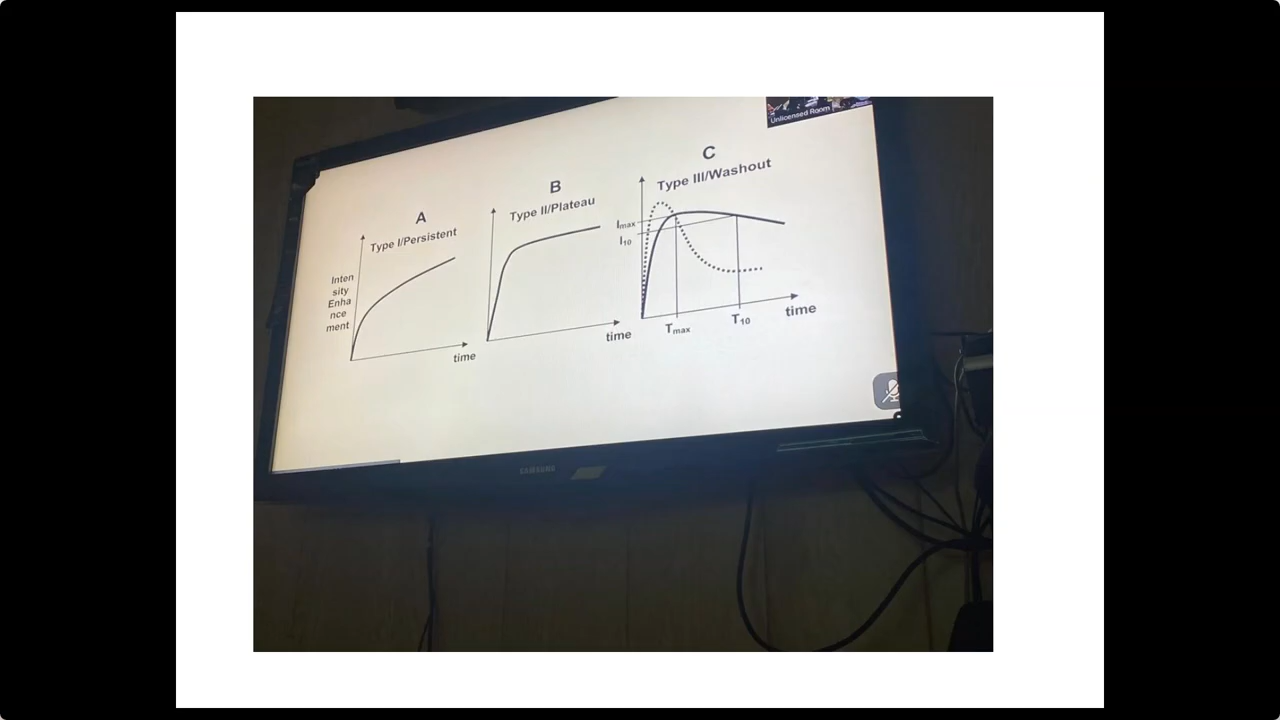 Unlicensed Room
A
Type I/Persistent
Inten
sity
Enha
nce
ment
time
B
Type II/Plateau
time
C
Type III/Washout
Imax
I10
Tmax
T10
time
SAMSUNG